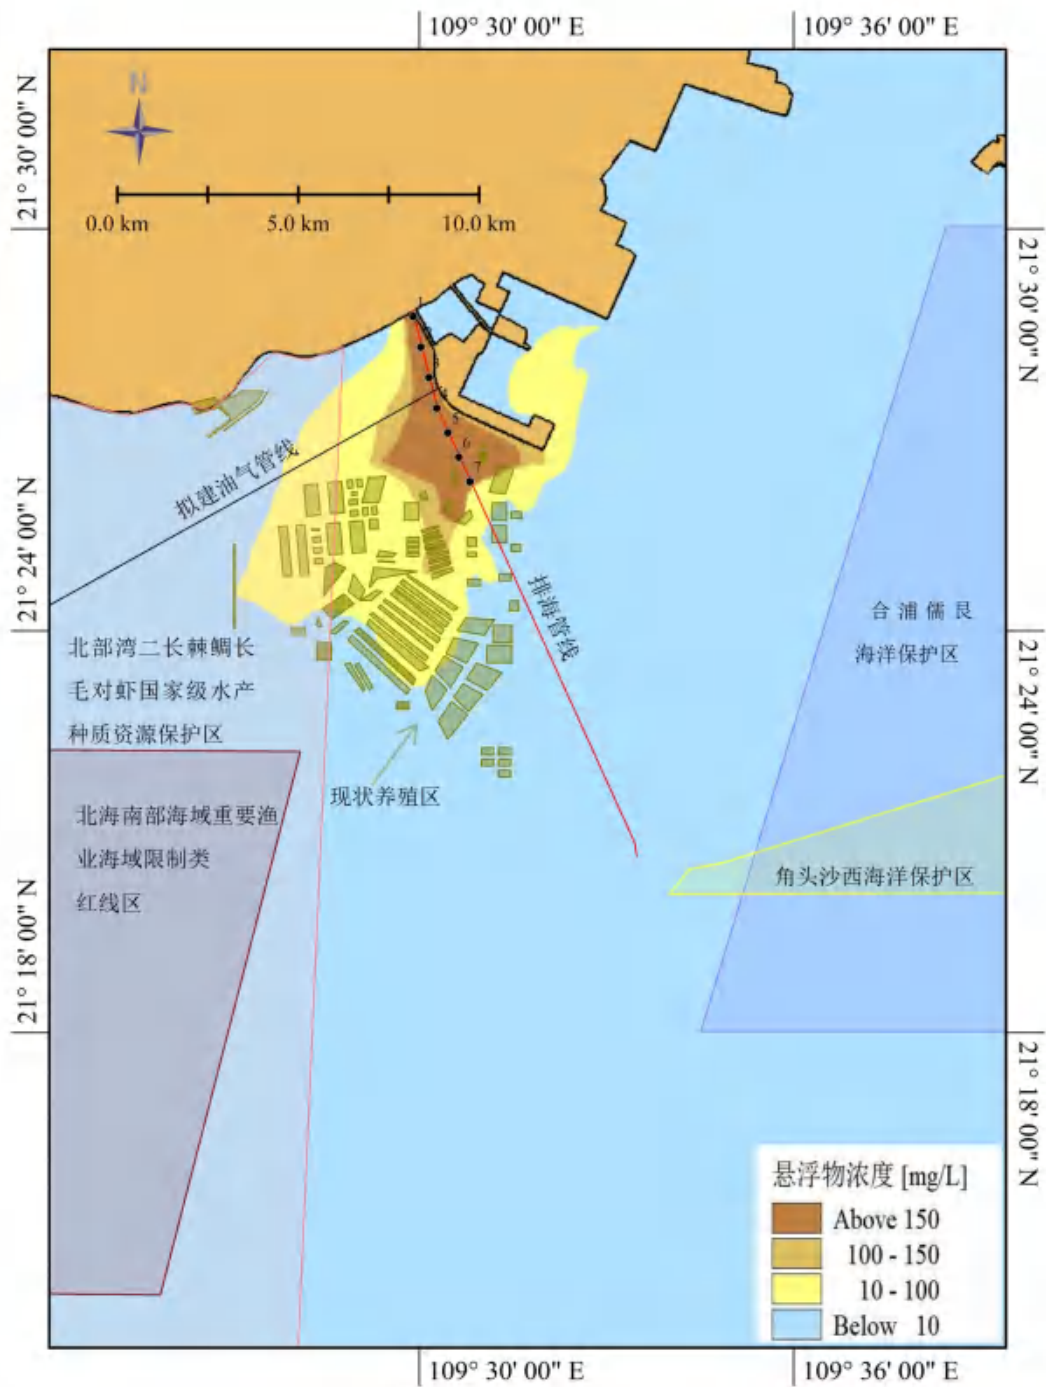 109° 30' 00" E
109° 36' 00" E
N
21° 30' 00" N
0.0 km
5.0 km
10.0 km
21° 30' 00" N
1
5
6
7
拟建油气管线
21° 24' 00" N
排海管线
合浦儒艮
海洋保护区
北部湾二长棘鲷长
毛对虾国家级水产
种质资源保护区
21° 24' 00" N
现状养殖区
北海南部海域重要渔
业海域限制类
红线区
角头沙西海洋保护区
21° 18' 00" N
21° 18' 00" N
悬浮物浓度 [mg/L]
Above 150
100 - 150
10 - 100
Below 10
109° 30' 00" E
109° 36' 00" E